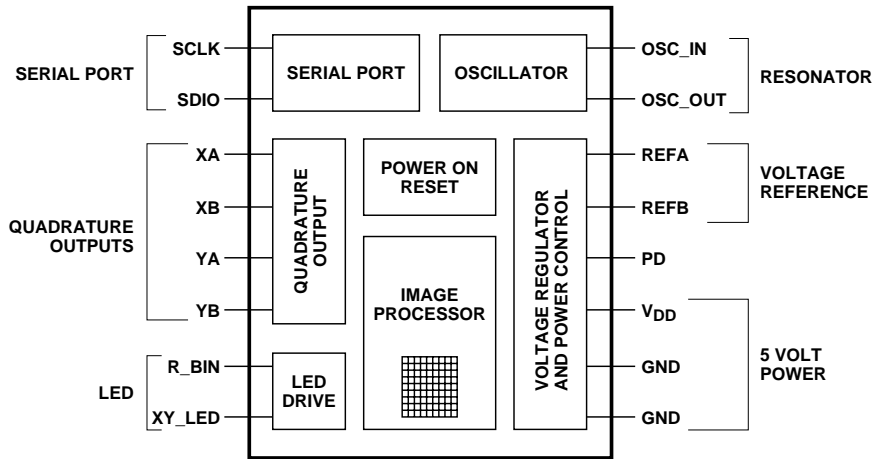 SERIAL PORT
SCLK
SDIO
SERIAL PORT
OSCILLATOR
OSC_IN
OSC_OUT
RESONATOR
QUADRATURE
OUTPUTS
XA
XB
YA
YB
QUADRATURE
OUTPUT
POWER ON
RESET
IMAGE
PROCESSOR
VOLTAGE REGULATOR
AND POWER CONTROL
REFA
REFB
VOLTAGE
REFERENCE
PD
VDD
GND
GND
5 VOLT
POWER
LED
R_BIN
XY_LED
LED
DRIVE